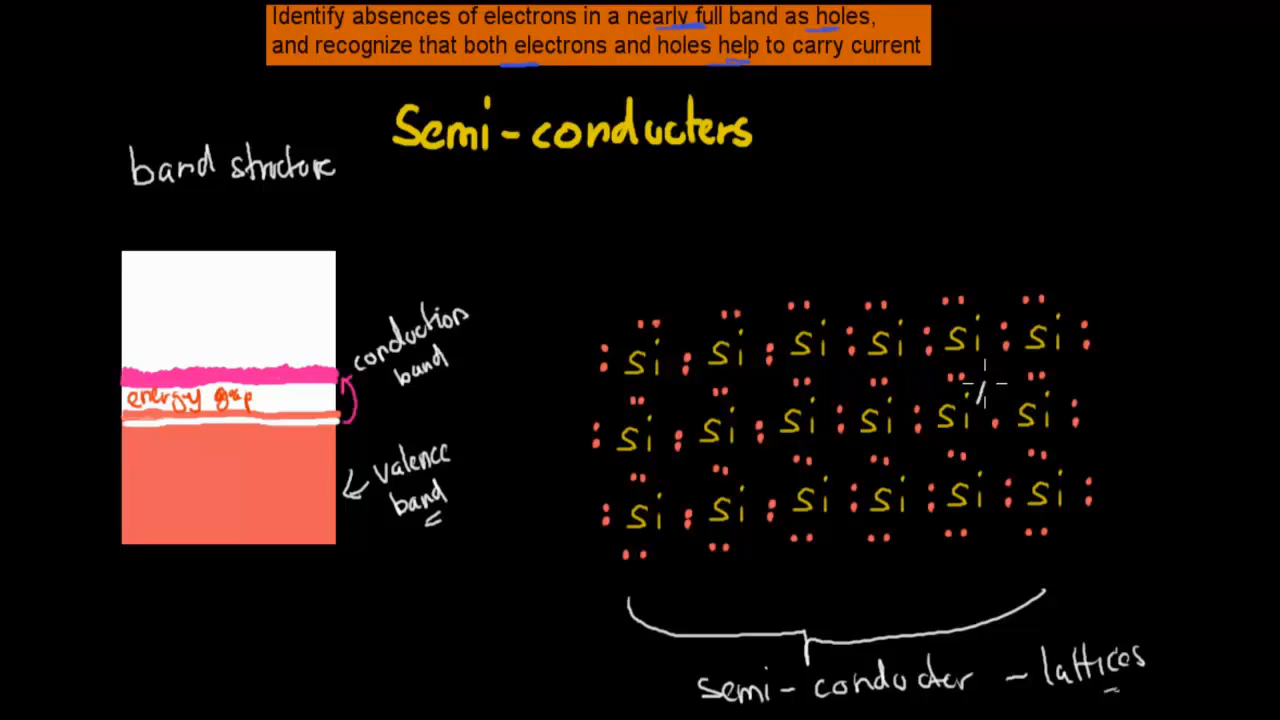 Identify absences of electrons in a nearly full band as holes,
and recognize that both electrons and holes help to carry current
Semi-conducters
band structure
conduction
band
energy gap
valence
band
Si Si Si Si Si Si
Si Si Si Si Si Si
Si Si Si Si Si Si
semi-conductor - lattices